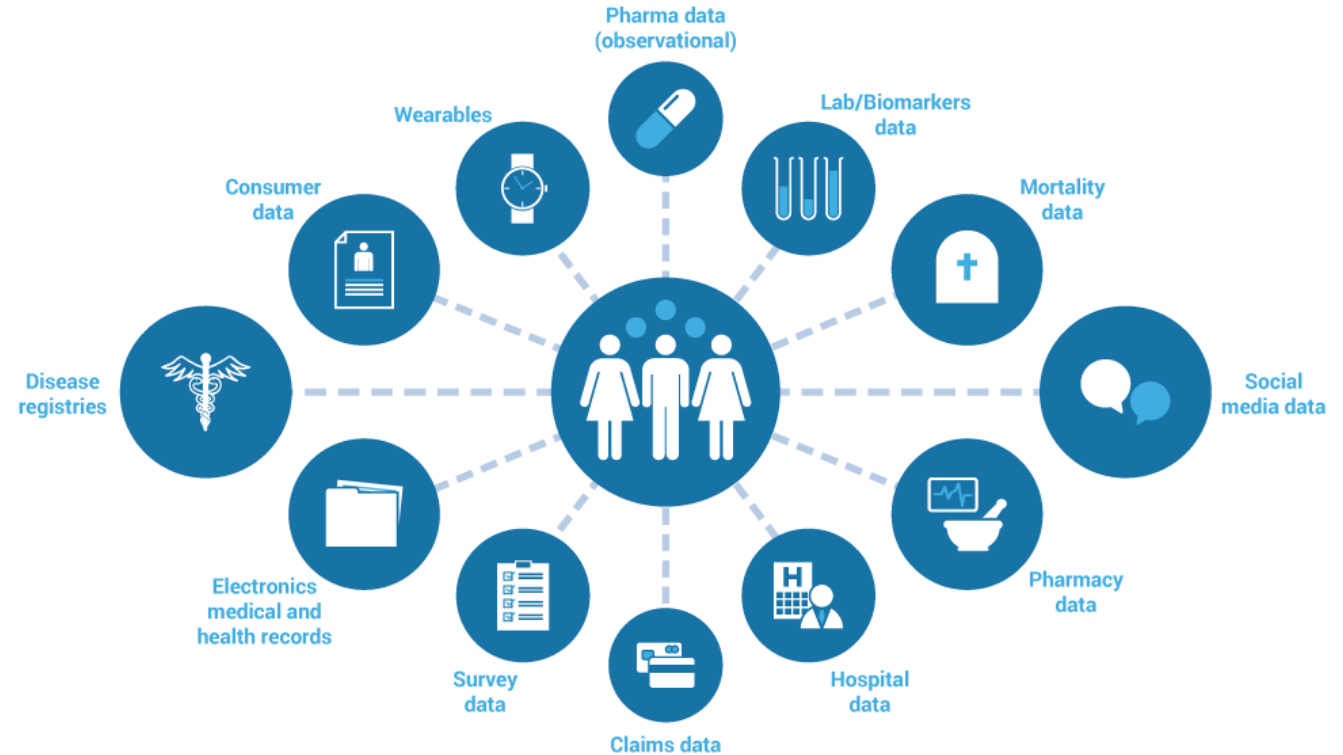 Pharma data
(observational)
Lab/Biomarkers
data
Wearables
Consumer
data
Mortality
data
Disease
registries
Social
media data
Electronics
medical and
health records
Pharmacy
data
H
Survey
data
Hospital
data
Claims data